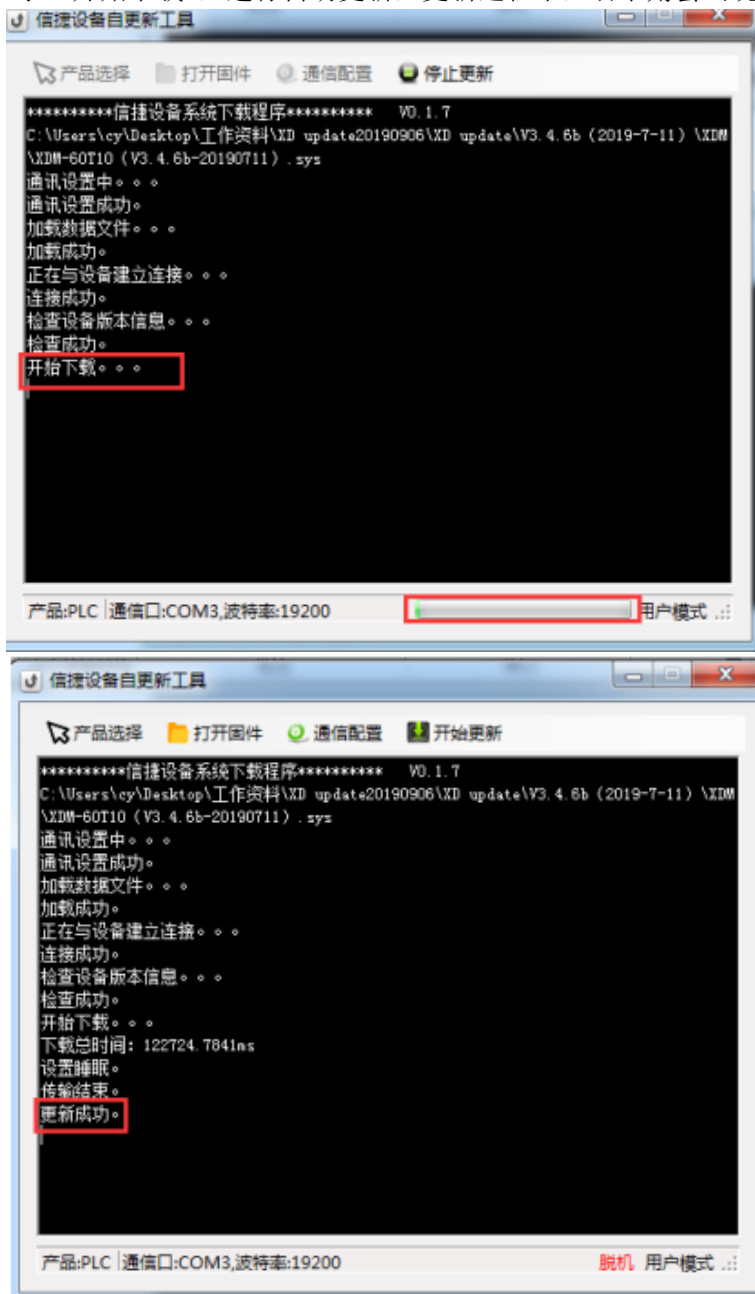 信捷设备自更新工具
产品选择 打开固件 通信配置 停止更新
**********信捷设备系统下载程序********** V0.1.7
C:\Users\cy\Desktop\工作资料\XD update20190906\XD update\V3.4.6b (2019-7-11) \XDM
\XDM-60T10 (V3.4.6b-20190711) .sys
通讯设置中。。。
通讯设置成功。
加载数据文件。。。
加载成功。
正在与设备建立连接。。。
连接成功。
检查设备版本信息。。。
检查成功。
开始下载。。。
产品:PLC 通信口:COM3,波特率:19200 用户模式
信捷设备自更新工具
产品选择 打开固件 通信配置 开始更新
**********信捷设备系统下载程序********** V0.1.7
C:\Users\cy\Desktop\工作资料\XD update20190906\XD update\V3.4.6b (2019-7-11) \XDM
\XDM-60T10 (V3.4.6b-20190711) .sys
通讯设置中。。。
通讯设置成功。
加载数据文件。。。
加载成功。
正在与设备建立连接。。。
连接成功。
检查设备版本信息。。。
检查成功。
开始下载。。。
下载总时间: 122724.7841ms
设置睡眠。
传输结束。
更新成功。
产品:PLC 通信口:COM3,波特率:19200 脱机 用户模式